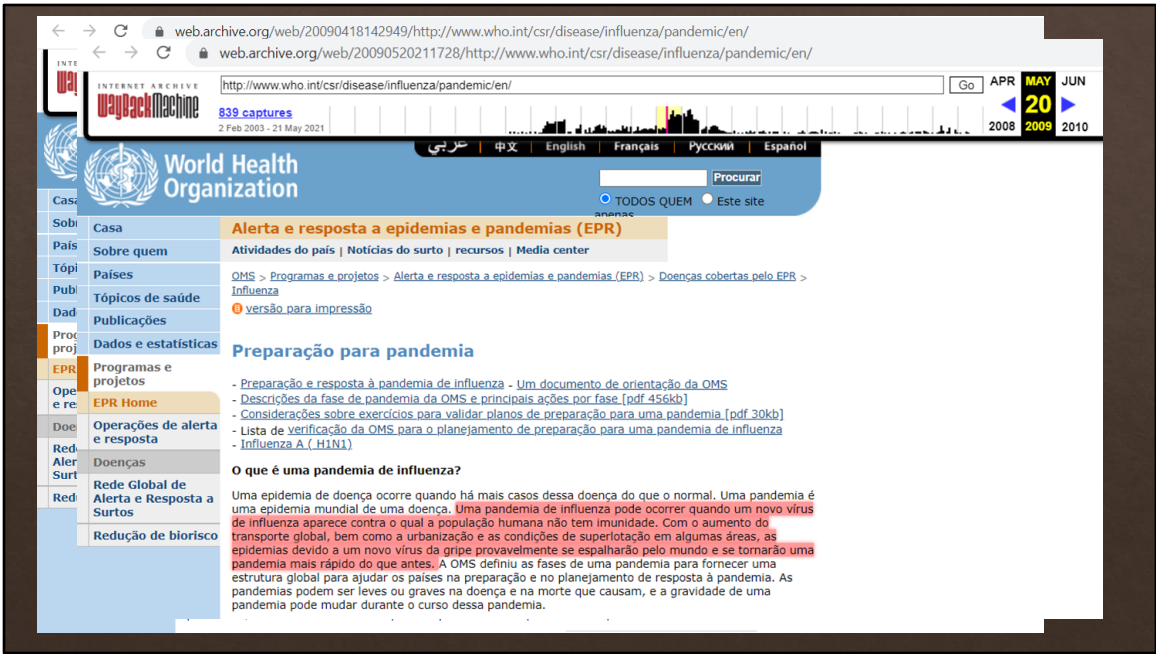 web.archive.org/web/20090418142949/http://www.who.int/csr/disease/influenza/pandemic/en/
web.archive.org/web/20090520211728/http://www.who.int/csr/disease/influenza/pandemic/en/
INTERNET ARCHIVE
WayBackMachine
http://www.who.int/csr/disease/influenza/pandemic/en/
Go
APR MAY JUN
839 captures
20
2 Feb 2003 - 21 May 2021
2008 2009 2010
عربي | 中文 | English | Français | Русский | Español
World Health
Organization
Procurar
TODOS QUEM Este site
apenas
Casa
Sobre quem
Países
Tópicos de saúde
Publicações
Dados e estatísticas
Programas e
projetos
EPR Home
Operações de alerta
e resposta
Doenças
Rede Global de
Alerta e Resposta a
Surtos
Redução de biorisco
Alerta e resposta a epidemias e pandemias (EPR)
Atividades do país | Notícias do surto | recursos | Media center
OMS > Programas e projetos > Alerta e resposta a epidemias e pandemias (EPR) > Doenças cobertas pelo EPR >
Influenza
versão para impressão
Preparação para pandemia
- Preparação e resposta à pandemia de influenza - Um documento de orientação da OMS
- Descrições da fase de pandemia da OMS e principais ações por fase [pdf 456kb]
- Considerações sobre exercícios para validar planos de preparação para uma pandemia [pdf 30kb]
- Lista de verificação da OMS para o planejamento de preparação para uma pandemia de influenza
- Influenza A ( H1N1)
O que é uma pandemia de influenza?
Uma epidemia de doença ocorre quando há mais casos dessa doença do que o normal. Uma pandemia é
uma epidemia mundial de uma doença. Uma pandemia de influenza pode ocorrer quando um novo vírus
de influenza aparece contra o qual a população humana não tem imunidade. Com o aumento do
transporte global, bem como a urbanização e as condições de superlotação em algumas áreas, as
epidemias devido a um novo vírus da gripe provavelmente se espalharão pelo mundo e se tornarão uma
pandemia mais rápido do que antes. A OMS definiu as fases de uma pandemia para fornecer uma
estrutura global para ajudar os países na preparação e no planejamento de resposta à pandemia. As
pandemias podem ser leves ou graves na doença e na morte que causam, e a gravidade de uma
pandemia pode mudar durante o curso dessa pandemia.